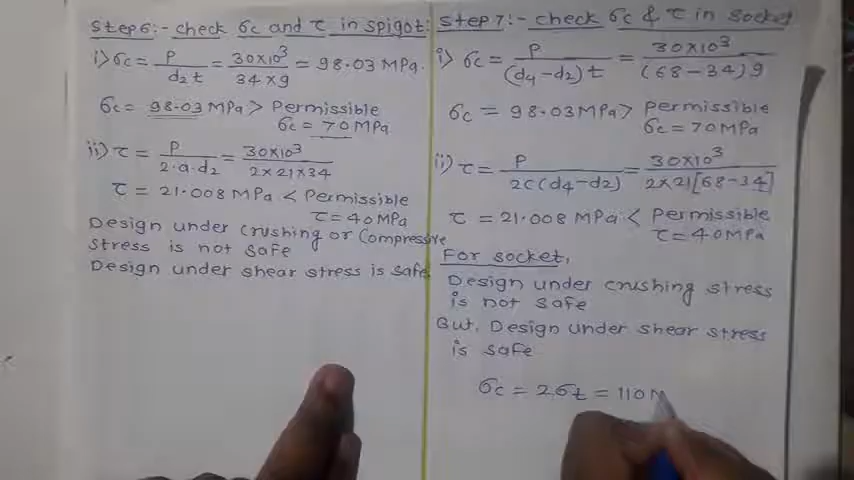 Step 6:- check σc and τ in spigot:
i) σc = P / d2 t = 30×10³ / 34×9 = 98.03 MPa.
σc = 98.03 MPa > Permissible
σc = 70 MPa
ii) τ = P / 2·a·d2 = 30×10³ / 2×21×34
τ = 21.008 MPa < Permissible
τ = 40 MPa
Design under crushing or Compressive
stress is not safe
Design under shear stress is safe.
Step 7:- check σc & τ in socket
i) σc = P / (d4-d2) t = 30×10³ / (68-34) 9
σc = 98.03 MPa > Permissible
σc = 70 MPa
ii) τ = P / 2c (d4-d2) = 30×10³ / 2×21[68-34]
τ = 21.008 MPa < Permissible
τ = 40 MPa
For socket,
Design under crushing stress
is not safe
But, Design under shear stress
is safe
σc = 2σt = 110 M